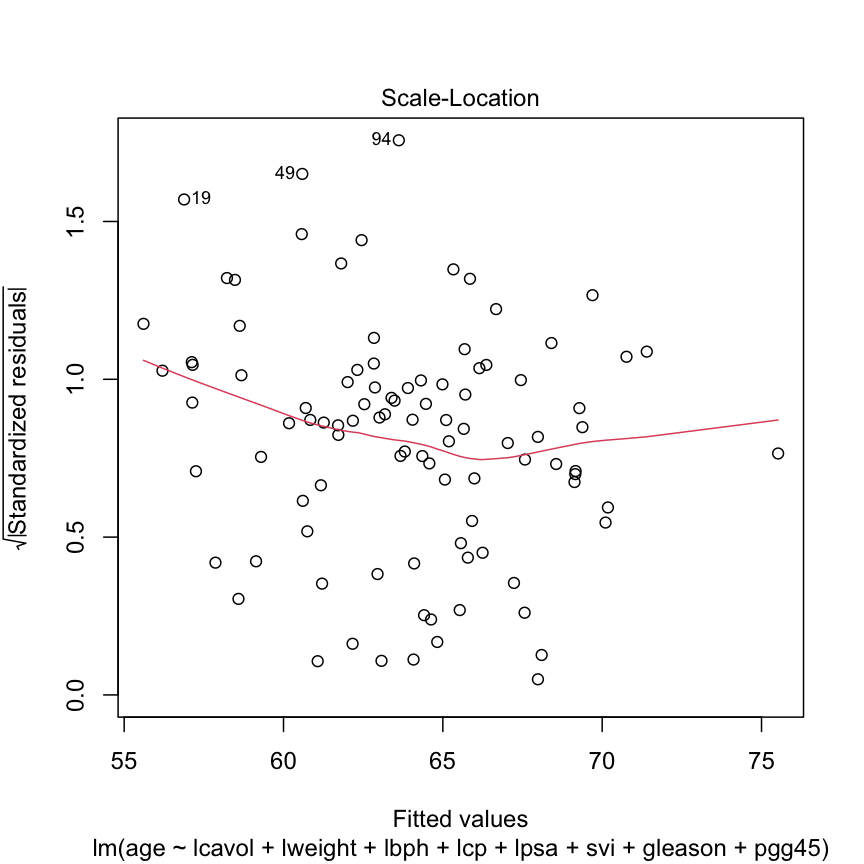 Scale-Location
94
49
19
√|Standardized residuals|
0.0 0.5 1.0 1.5
55 60 65 70 75
Fitted values
lm(age ~ lcavol + lweight + lbph + lcp + lpsa + svi + gleason + pgg45)